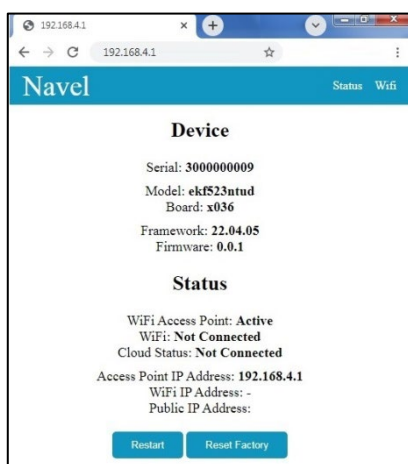 192.168.4.1
192.168.4.1
Navel
Status Wifi
Device
Serial: 3000000009
Model: ekf523ntud
Board: x036
Framework: 22.04.05
Firmware: 0.0.1
Status
WiFi Access Point: Active
WiFi: Not Connected
Cloud Status: Not Connected
Access Point IP Address: 192.168.4.1
WiFi IP Address: -
Public IP Address:
Restart Reset Factory